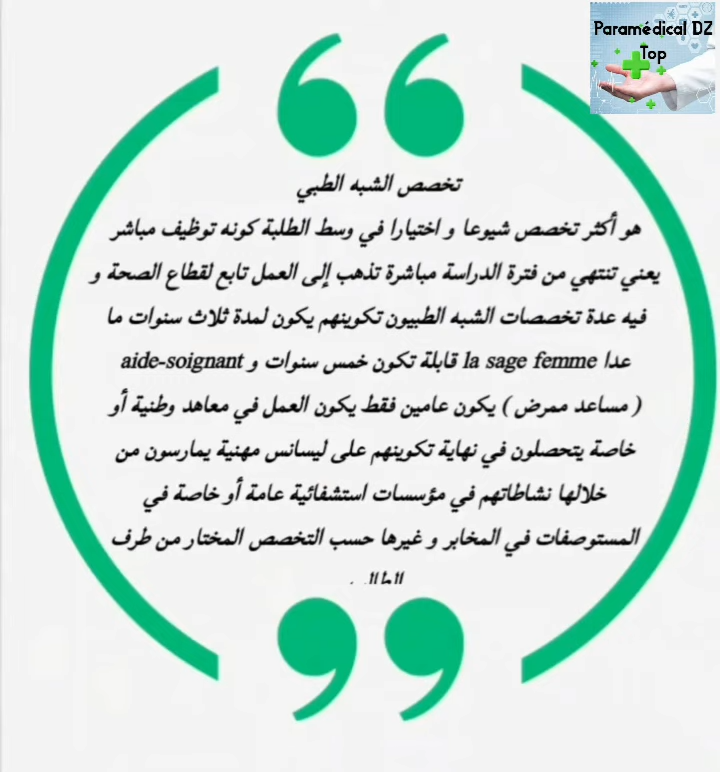 Paramédical DZ
Top
تخصص الشبه الطبي
هو أكثر تخصص شيوعا و اختيارا في وسط الطلبة كونه توظيف مباشر
يعني تنتهي من فترة الدراسة مباشرة تذهب إلى العمل تابع لقطاع الصحة و
فيه عدة تخصصات الشبه الطبيون تكوينهم يكون لمدة ثلاث سنوات ما
عدا la sage femme قابلة تكون خمس سنوات و aide-soignant
( مساعد ممرض ) يكون عامين فقط يكون العمل في معاهد وطنية أو
خاصة يتحصلون في نهاية تكوينهم على ليسانس مهنية يمارسون من
خلالها نشاطاتهم في مؤسسات استشفائية عامة أو خاصة في
المستوصفات في المخابر و غيرها حسب التخصص المختار من طرف